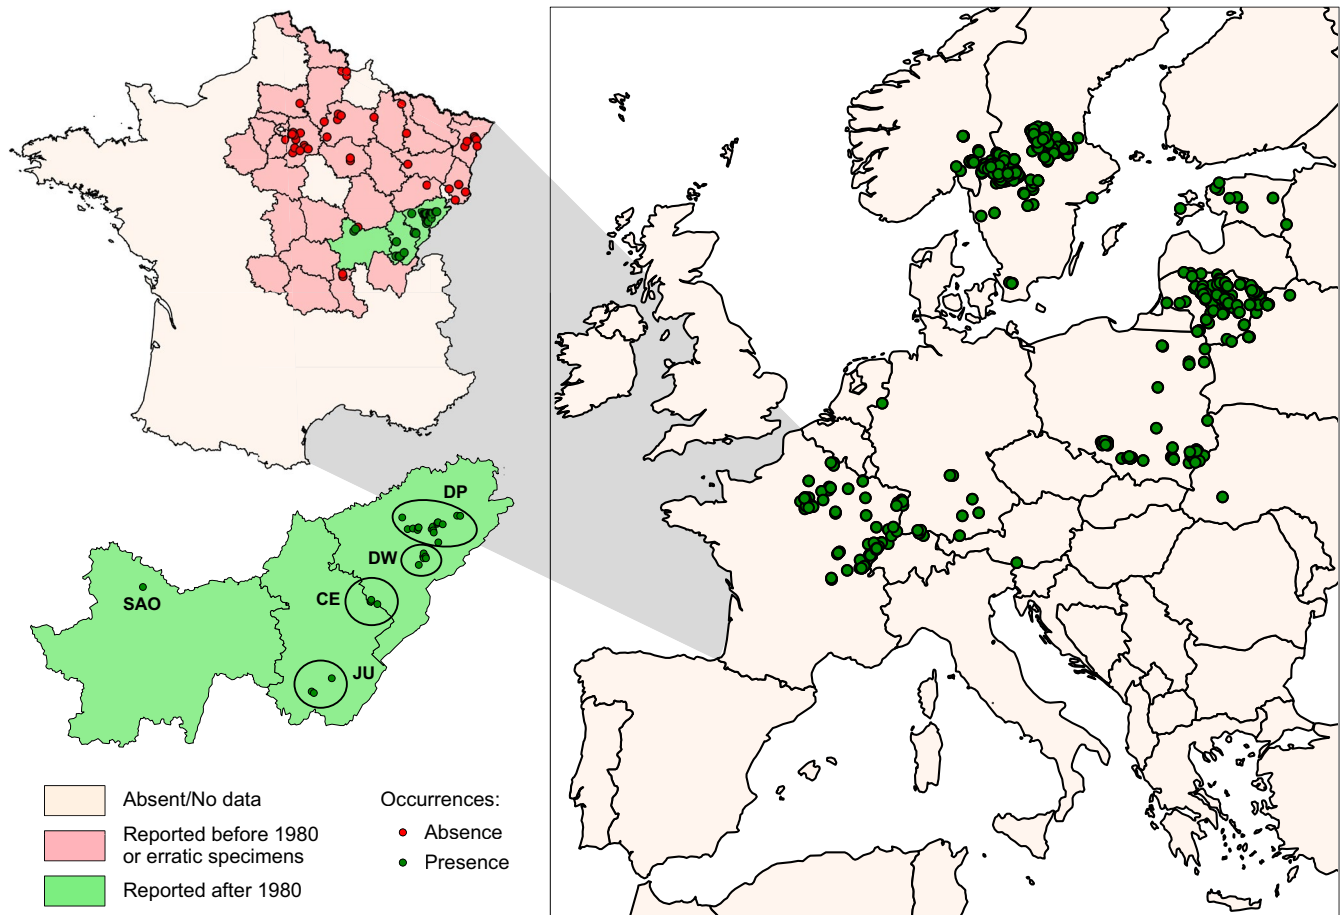 DP
DW
SAO
CE
JU
Absent/No data
Reported before 1980
or erratic specimens
Reported after 1980
Occurrences:
Absence
Presence